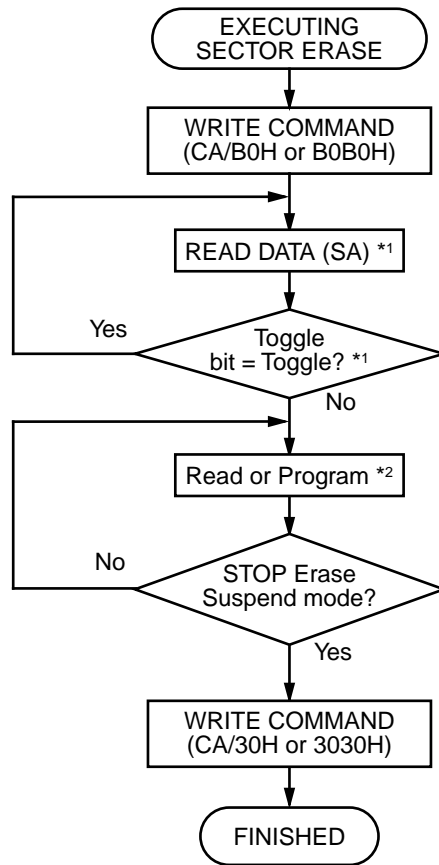 EXECUTING
SECTOR ERASE
WRITE COMMAND
(CA/B0H or B0B0H)
READ DATA (SA) *1
Yes
Toggle
bit = Toggle? *1
No
Read or Program *2
No
STOP Erase
Suspend mode?
Yes
WRITE COMMAND
(CA/30H or 3030H)
FINISHED